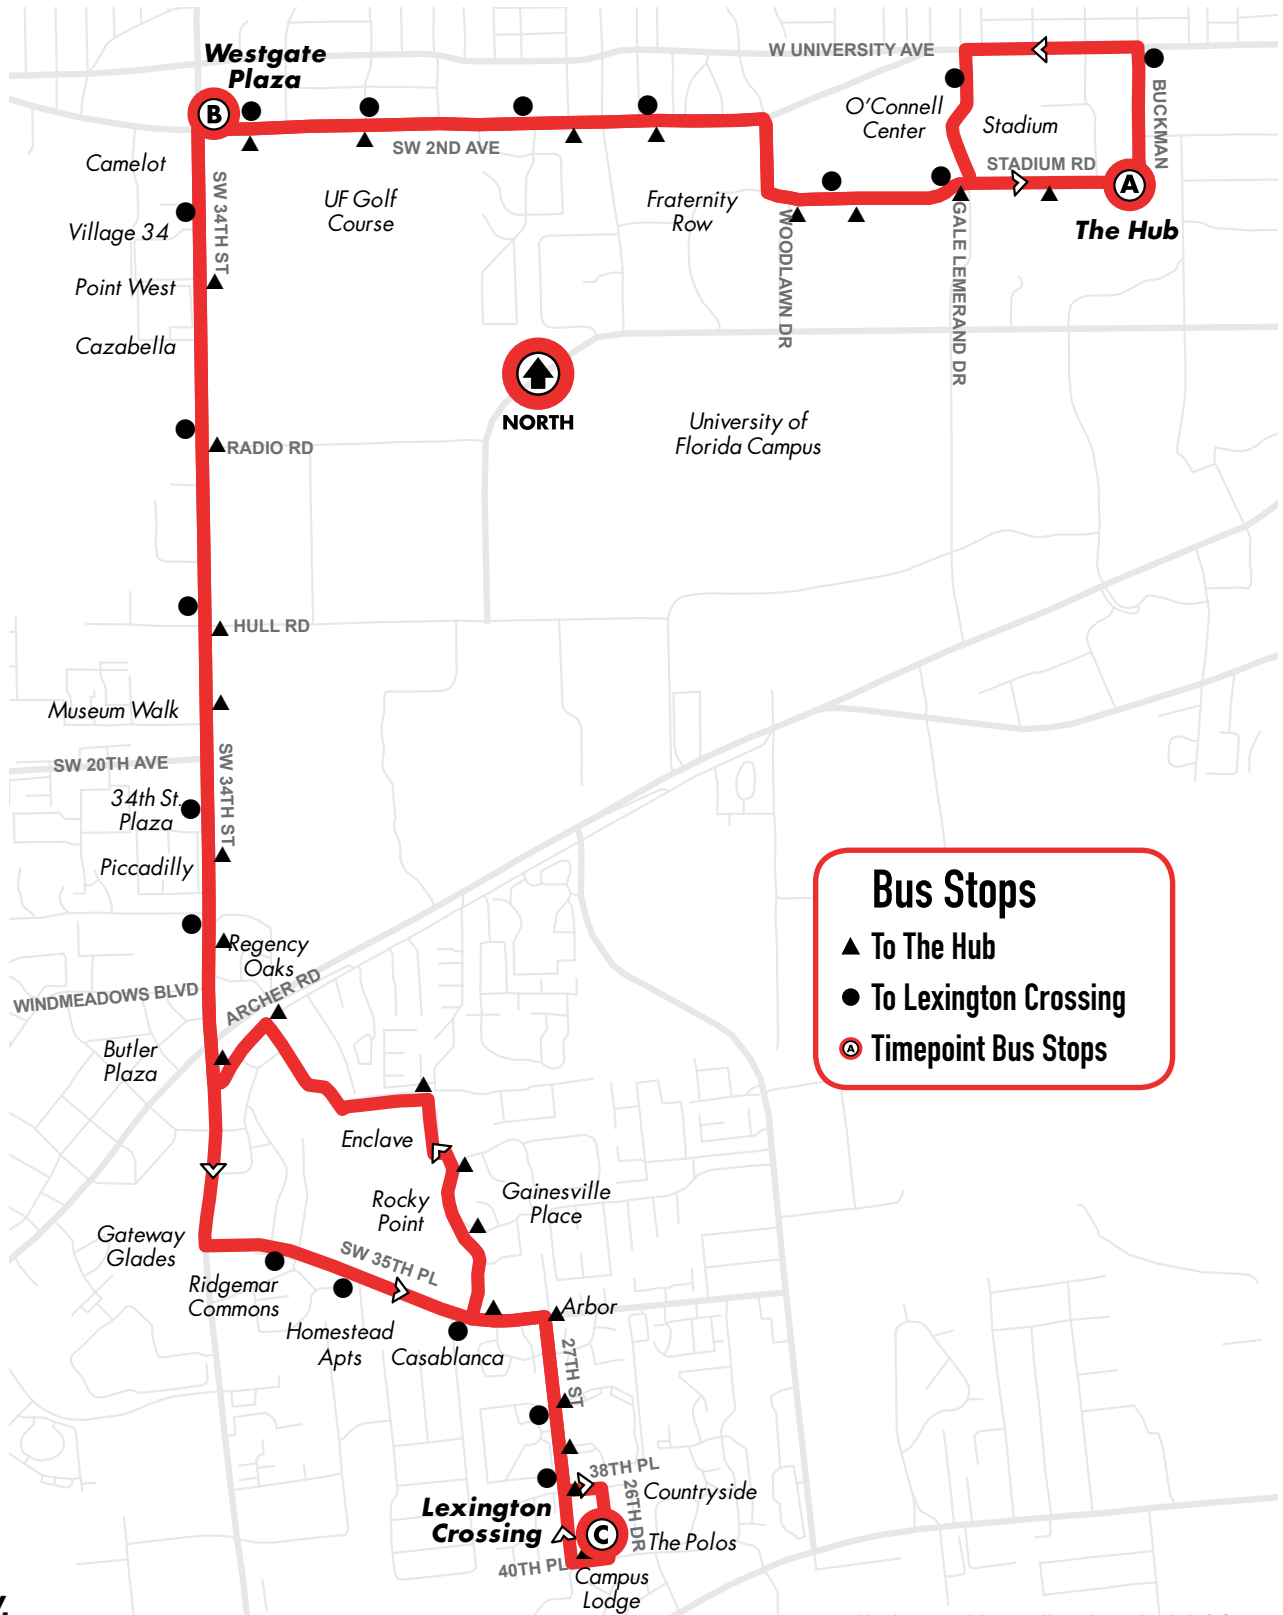 Westgate
Plaza
W UNIVERSITY AVE
B
O'Connell
Center
Stadium
BUCKMAN
SW 2ND AVE
Camelot
STADIUM RD
A
SW 34TH ST
UF Golf
Course
Fraternity
Row
The Hub
Village 34
WOODLAWN DR
GALE LEMERAND DR
Point West
Cazabella
NORTH
University of
Florida Campus
RADIO RD
HULL RD
Museum Walk
SW 20TH AVE
SW 34TH ST
34th St.
Plaza
Piccadilly
Bus Stops
To The Hub
To Lexington Crossing
A
Timepoint Bus Stops
Regency
Oaks
WINDMEADOWS BLVD
ARCHER RD
Butler
Plaza
Enclave
Rocky
Point
Gainesville
Place
Gateway
Glades
SW 35TH PL
Ridgemar
Commons
Arbor
Homestead
Apts
Casablanca
27TH ST
38TH PL
26TH DR
Countryside
Lexington
Crossing
C
The Polos
40TH PL
Campus
Lodge